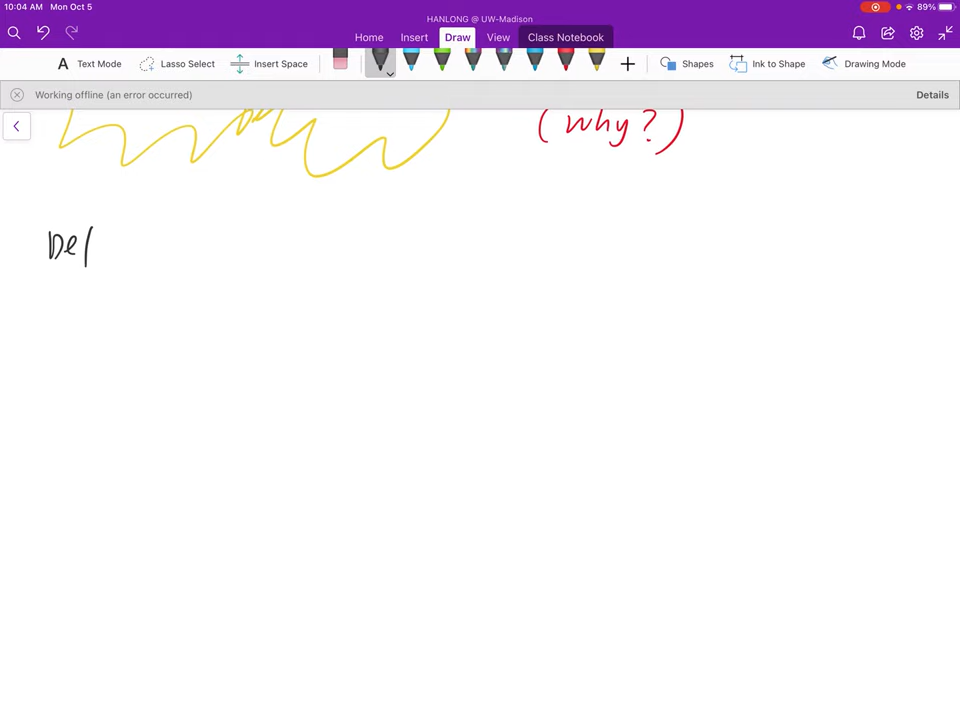 10:04 AM Mon Oct 5 89%
HANLONG @ UW-Madison
Home Insert Draw View Class Notebook
A Text Mode Lasso Select Insert Space Shapes Ink to Shape Drawing Mode
Working offline (an error occurred) Details
(why?)